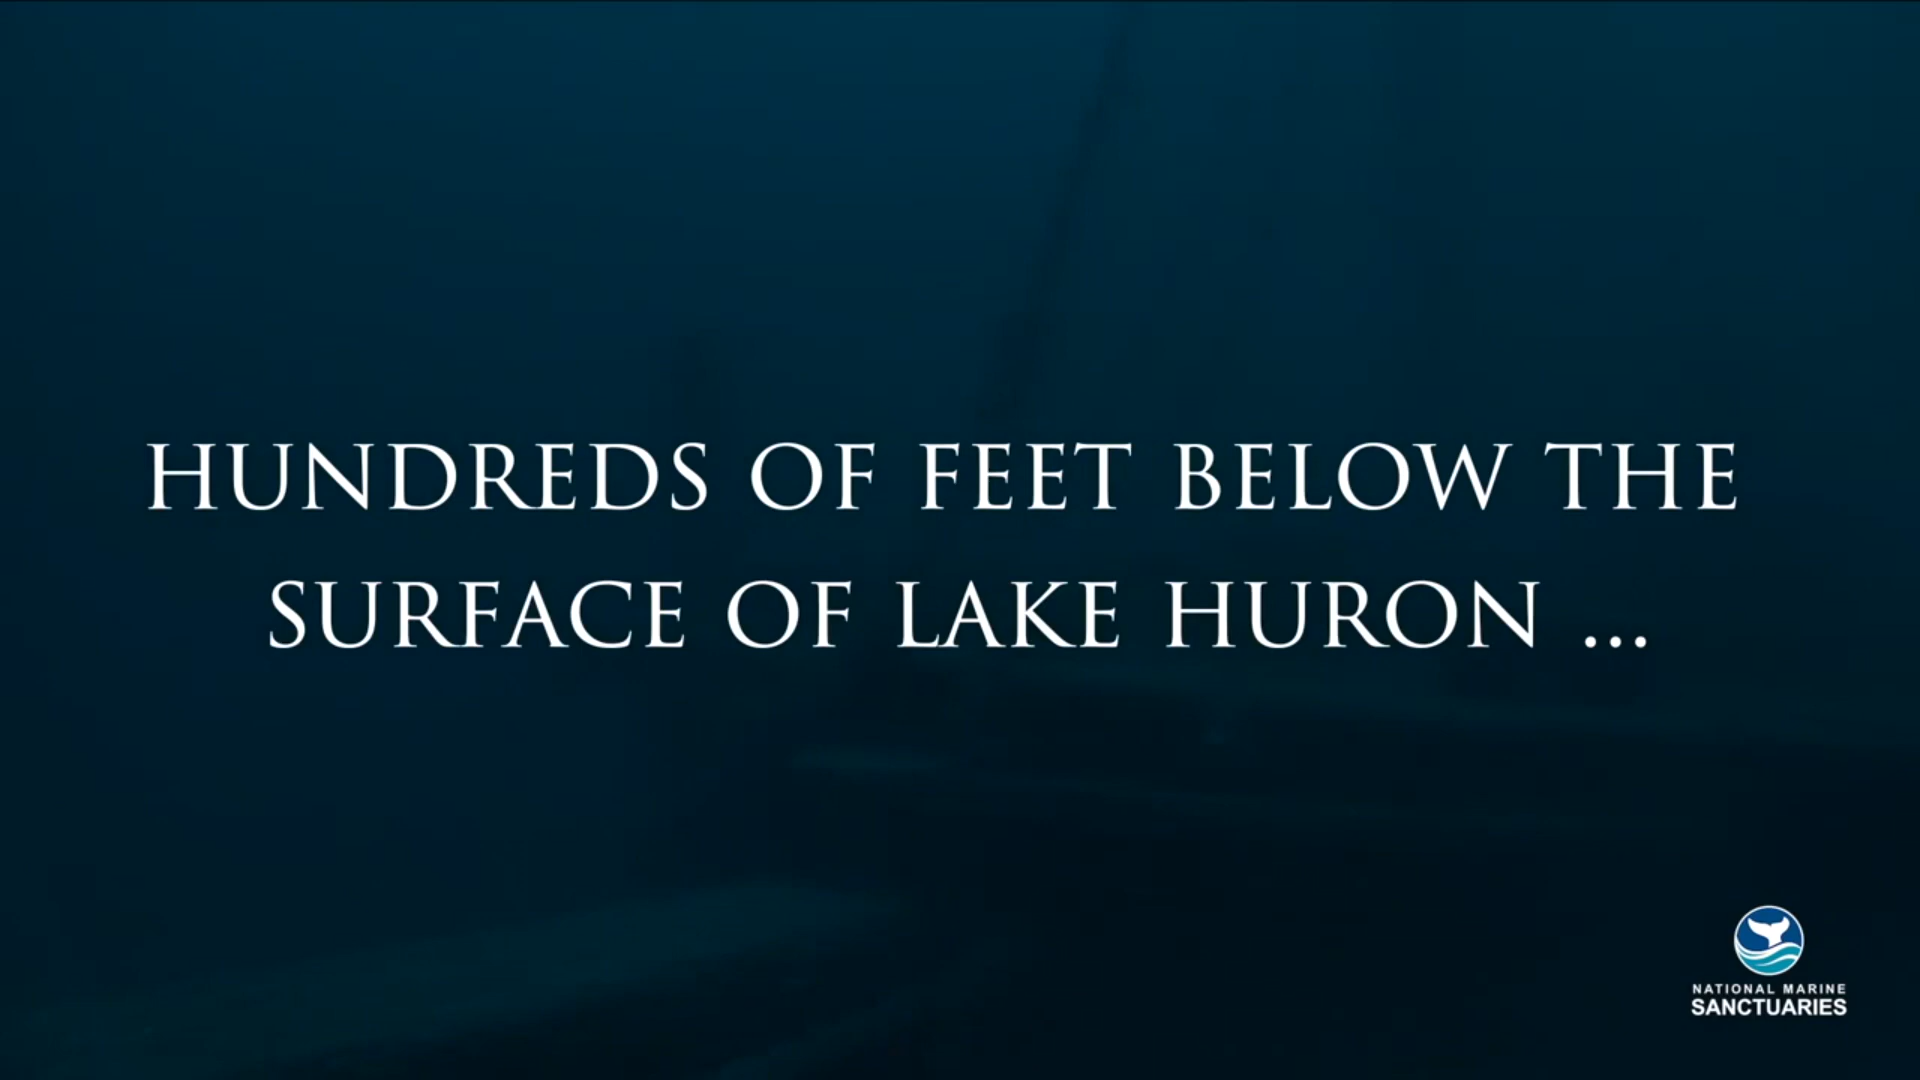 HUNDREDS OF FEET BELOW THE
SURFACE OF LAKE HURON ...
NATIONAL MARINE
SANCTUARIES